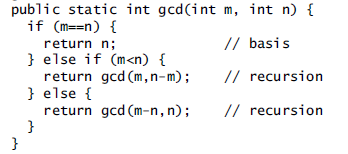 public static int gcd(int m, int n) {
  if (m==n) {
    return n;            // basis
  } else if (m<n) {
    return gcd(m,n-m);   // recursion
  } else {
    return gcd(m-n,n);   // recursion
  }
}